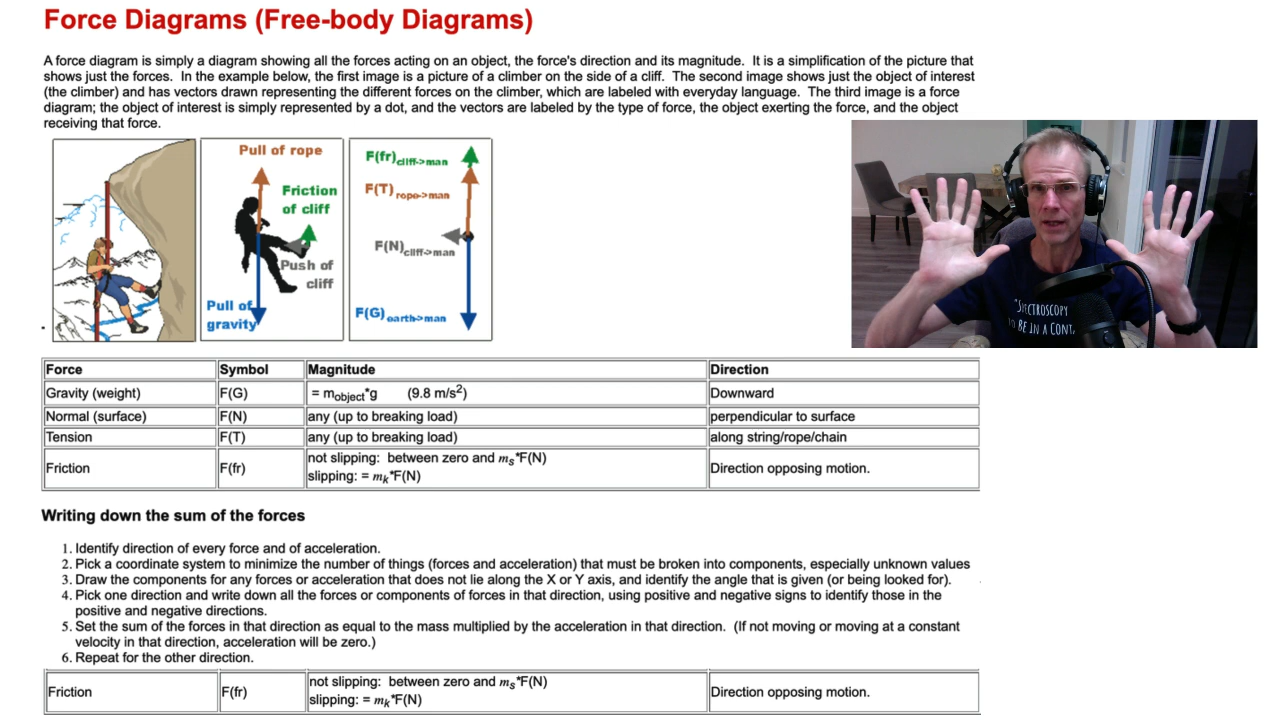 Force Diagrams (Free-body Diagrams)
A force diagram is simply a diagram showing all the forces acting on an object, the force's direction and its magnitude. It is a simplification of the picture that
shows just the forces. In the example below, the first image is a picture of a climber on the side of a cliff. The second image shows just the object of interest
(the climber) and has vectors drawn representing the different forces on the climber, which are labeled with everyday language. The third image is a force
diagram; the object of interest is simply represented by a dot, and the vectors are labeled by the type of force, the object exerting the force, and the object
receiving that force.
Pull of rope
Friction
of cliff
Push of
cliff
Pull of
gravity
F(fr)cliff->man
F(T)rope->man
F(N)cliff->man
F(G)earth->man
"SPECTROSCOPY
BE IN A
Force Symbol Magnitude Direction
Gravity (weight) F(G) = mobject*g (9.8 m/s²) Downward
Normal (surface) F(N) any (up to breaking load) perpendicular to surface
Tension F(T) any (up to breaking load) along string/rope/chain
Friction F(fr) not slipping: between zero and ms*F(N) Direction opposing motion.
slipping: = mk*F(N)
Writing down the sum of the forces
1. Identify direction of every force and of acceleration.
2. Pick a coordinate system to minimize the number of things (forces and acceleration) that must be broken into components, especially unknown values
3. Draw the components for any forces or acceleration that does not lie along the X or Y axis, and identify the angle that is given (or being looked for).
4. Pick one direction and write down all the forces or components of forces in that direction, using positive and negative signs to identify those in the
positive and negative directions.
5. Set the sum of the forces in that direction as equal to the mass multiplied by the acceleration in that direction. (If not moving or moving at a constant
velocity in that direction, acceleration will be zero.)
6. Repeat for the other direction.
Friction F(fr) not slipping: between zero and ms*F(N) Direction opposing motion.
slipping: = mk*F(N)